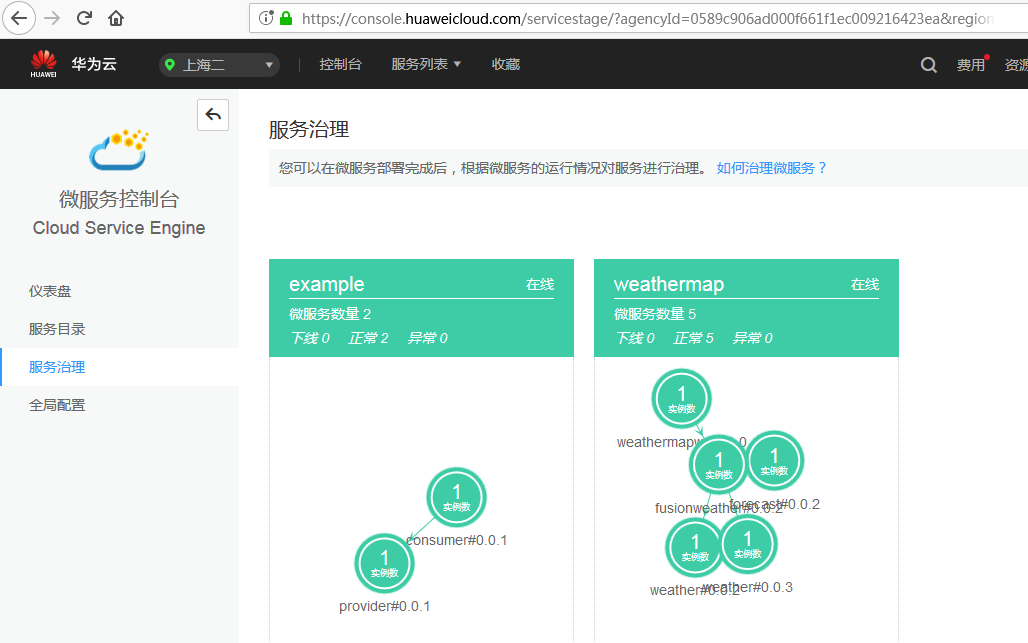 https://console.huaweicloud.com/servicestage/?agencyId=0589c906ad000f661f1ec009216423ea&region
HUAWEI
华为云
上海二
控制台
服务列表
收藏
费用
资源
微服务控制台
Cloud Service Engine
仪表盘
服务目录
服务治理
全局配置
服务治理
您可以在微服务部署完成后，根据微服务的运行情况对服务进行治理。 如何治理微服务？
example 在线
微服务数量 2
下线 0 正常 2 异常 0
1
实例数
consumer#0.0.1
1
实例数
provider#0.0.1
weathermap 在线
微服务数量 5
下线 0 正常 5 异常 0
1
实例数
1
实例数
fusionweather#0.0.2
1
实例数
forecast#0.0.2
1
实例数
weather#0.0.2
1
实例数
weather#0.0.3